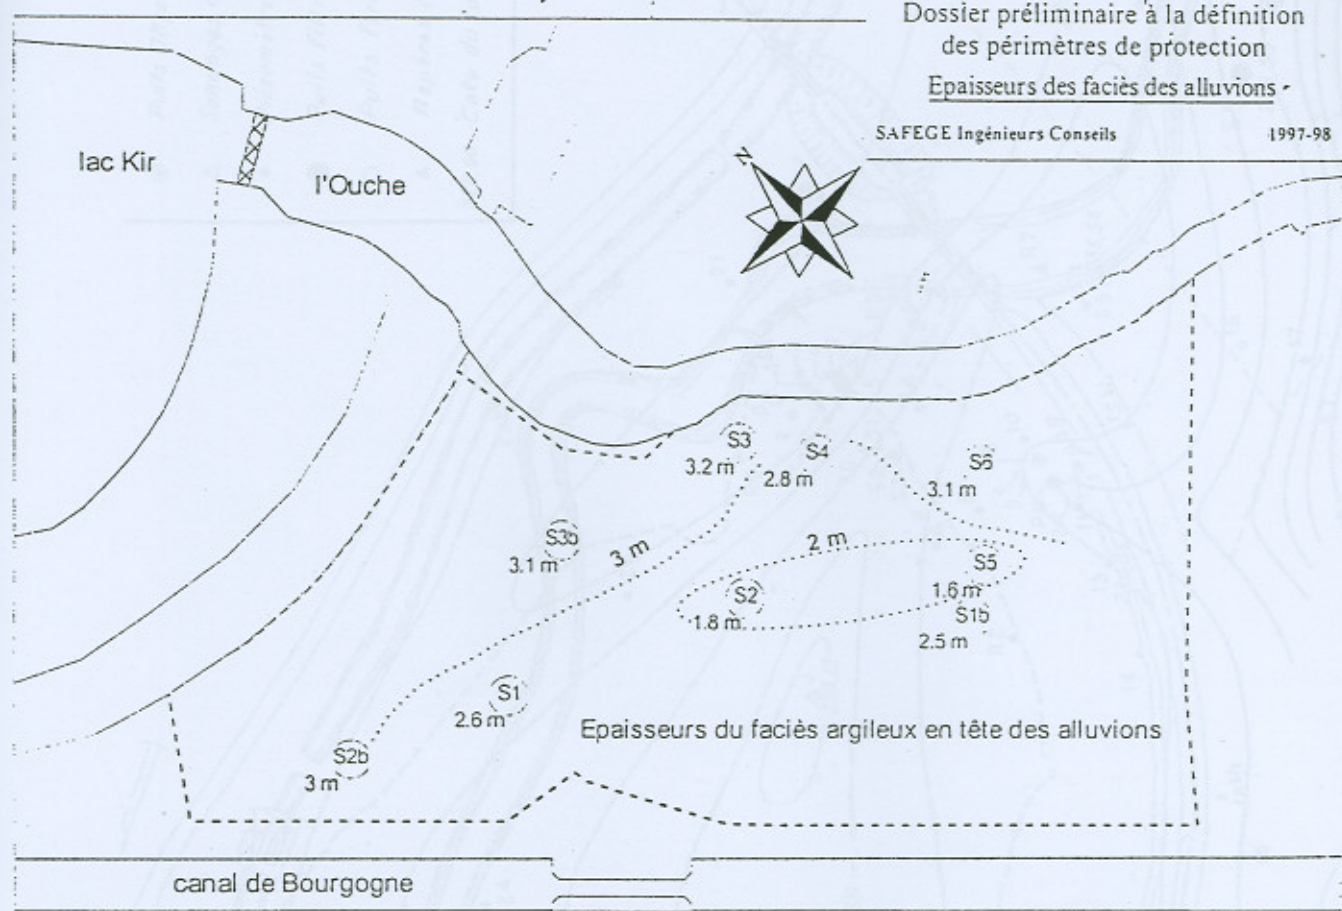 Dossier préliminaire à la définition
des périmètres de protection
Epaisseurs des faciès des alluvions
SAFEGE Ingénieurs Conseils 1997-98
lac Kir
l'Ouche
N
S3
3.2 m
S4
2.8 m
S6
3.1 m
S3b
3.1 m
3 m
2 m
S5
1.6 m
S2
1.8 m
S1b
2.5 m
S1
2.6 m
Epaisseurs du faciès argileux en tête des alluvions
S2b
3 m
canal de Bourgogne